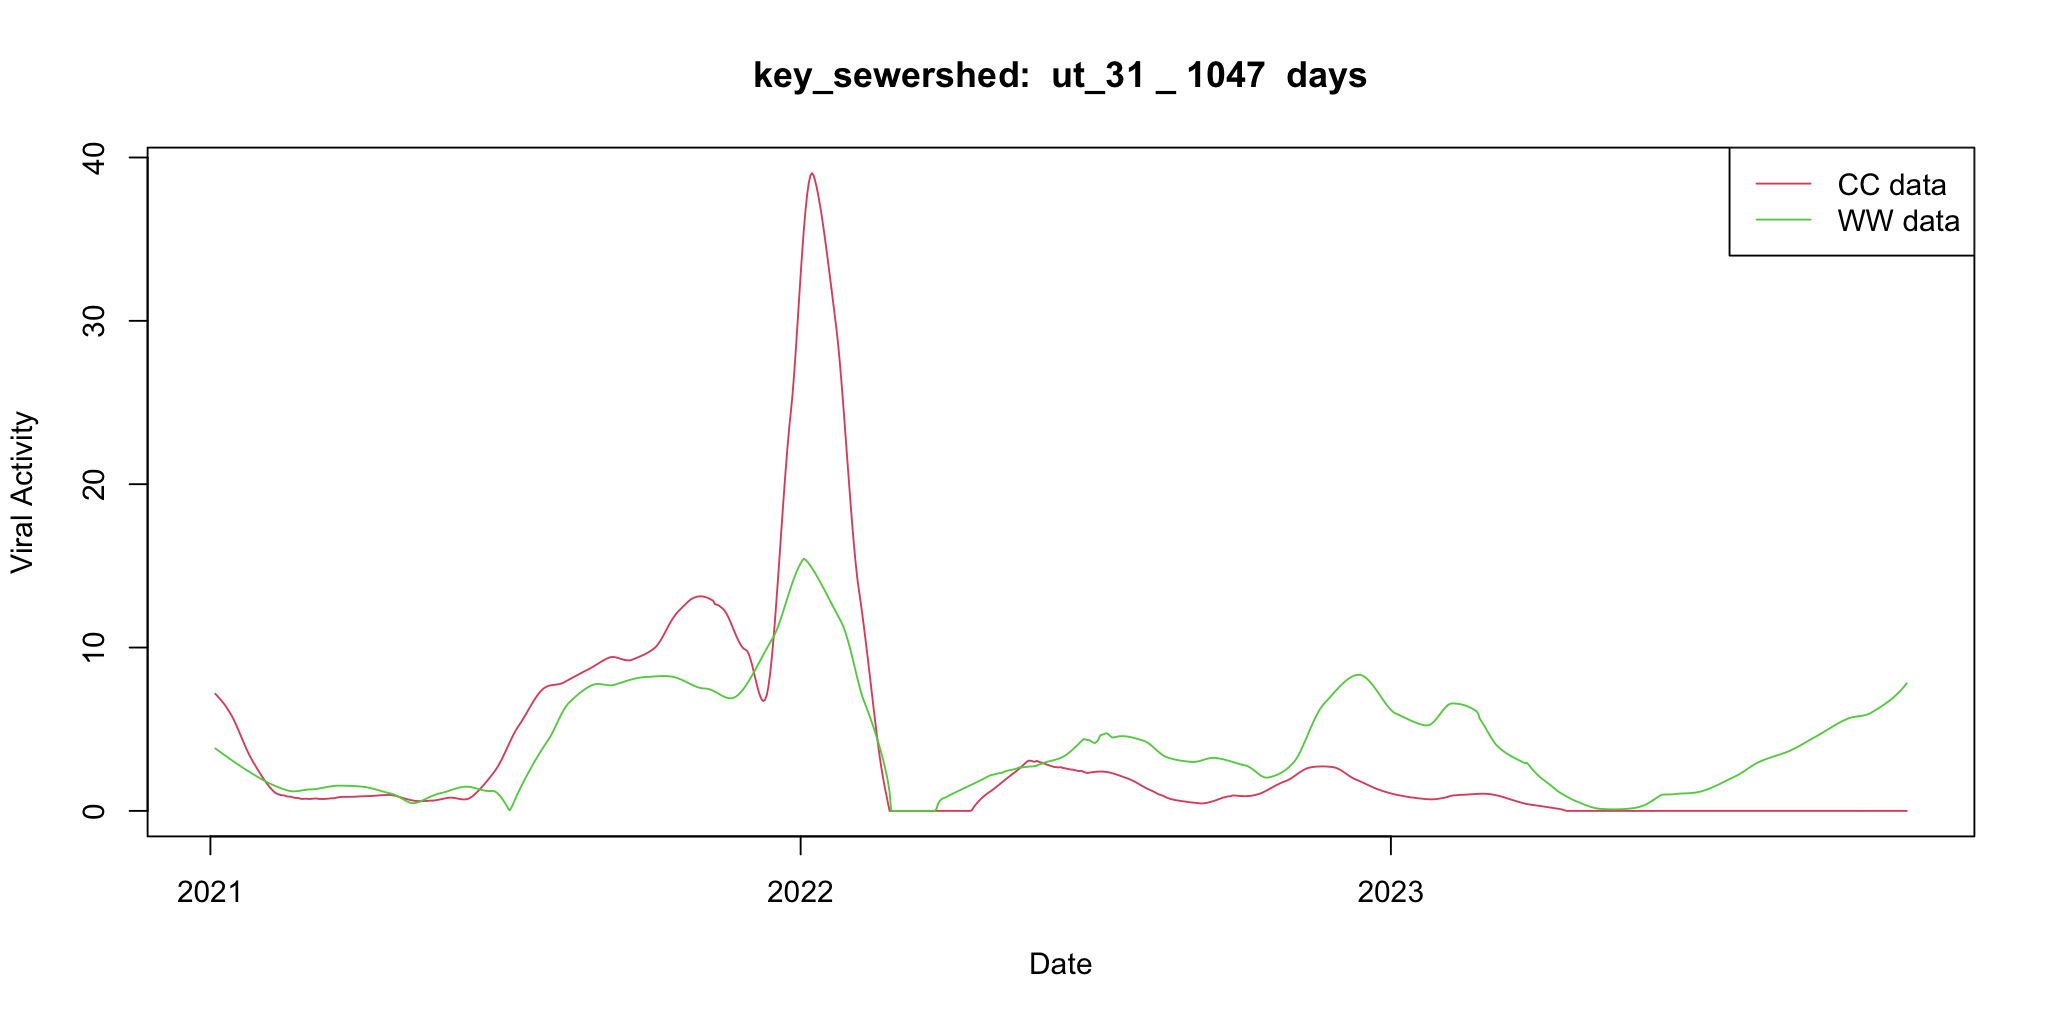 key_sewershed:  ut_31 _ 1047  days
CC data
WW data
Viral Activity
40
30
20
10
0
2021
2022
2023
Date